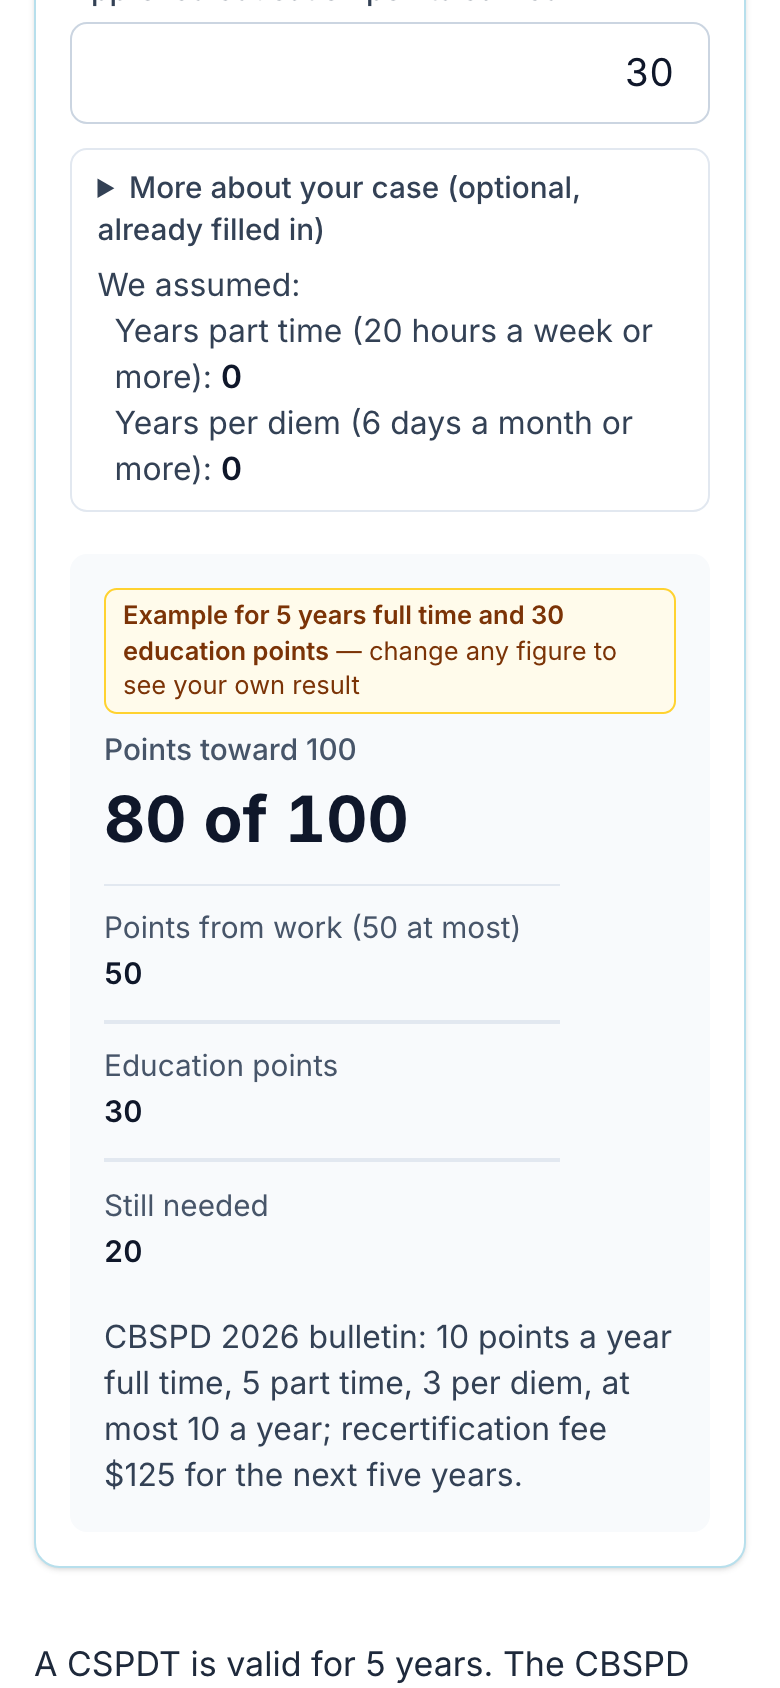 30
▶ More about your case (optional,
already filled in)
We assumed:
Years part time (20 hours a week or
more): 0
Years per diem (6 days a month or
more): 0
Example for 5 years full time and 30
education points — change any figure to
see your own result
Points toward 100
80 of 100
Points from work (50 at most)
50
Education points
30
Still needed
20
CBSPD 2026 bulletin: 10 points a year
full time, 5 part time, 3 per diem, at
most 10 a year; recertification fee
$125 for the next five years.
A CSPDT is valid for 5 years. The CBSPD